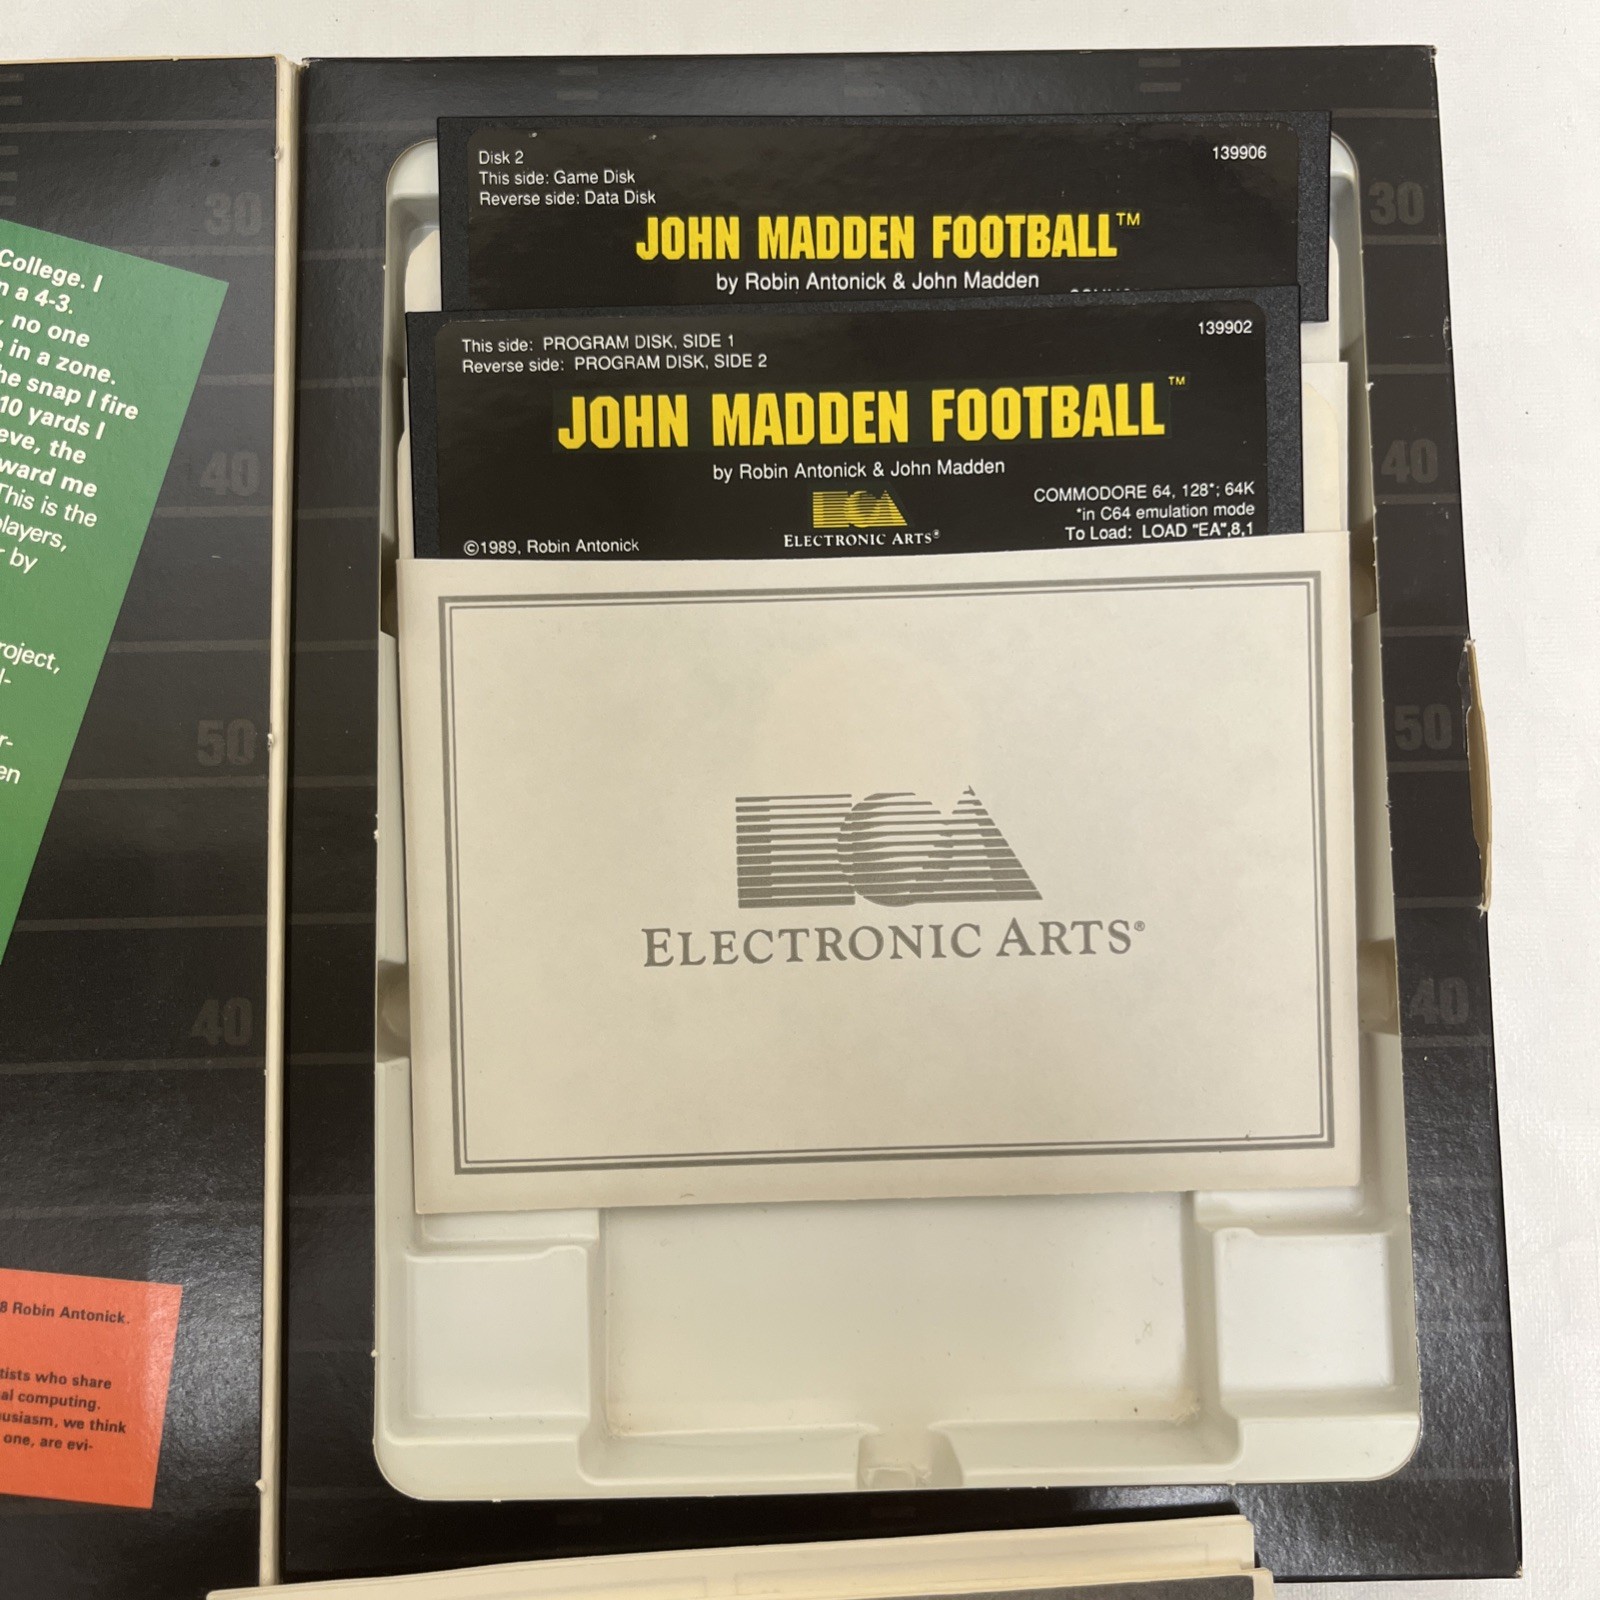 30
College. I
n a 4-3.
, no one
e in a zone.
he snap I fire
10 yards I
eve, the
ward me
This is the
players,
r by
roject,
l-
r-
en
40
50
40
8 Robin Antonick.
tists who share
al computing.
usiasm, we think
one, are evi-
Disk 2
This side: Game Disk
Reverse side: Data Disk
139906
JOHN MADDEN FOOTBALL™
by Robin Antonick & John Madden
This side: PROGRAM DISK, SIDE 1
Reverse side: PROGRAM DISK, SIDE 2
139902
JOHN MADDEN FOOTBALL™
by Robin Antonick & John Madden
COMMODORE 64, 128*; 64K
*in C64 emulation mode
To Load: LOAD "EA",8,1
EA
ELECTRONIC ARTS®
©1989, Robin Antonick
EA
ELECTRONIC ARTS®
30
40
50
40